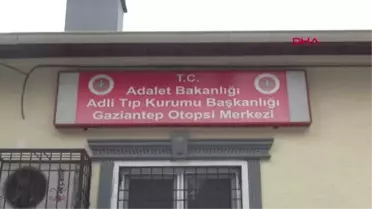 DHA
T.C.
Adalet Bakanlığı
Adli Tıp Kurumu Başkanlığı
Gaziantep Otopsi Merkezi